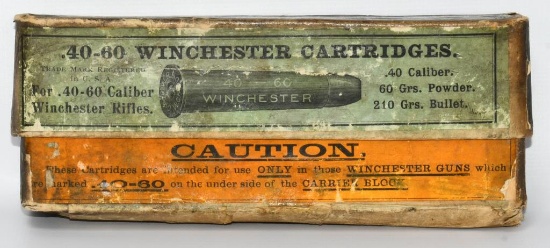 .40-60 WINCHESTER CARTRIDGES.
TRADE MARK REGISTERED
IN U.S.A.
For .40-60 Caliber
Winchester Rifles.
40-60
WINCHESTER
.40 Caliber.
60 Grs. Powder.
210 Grs. Bullet.
CAUTION,
These Cartridges are intended for use ONLY in those WINCHESTER GUNS which
marked .40-60 on the under side of the CARRIER BLOCK.